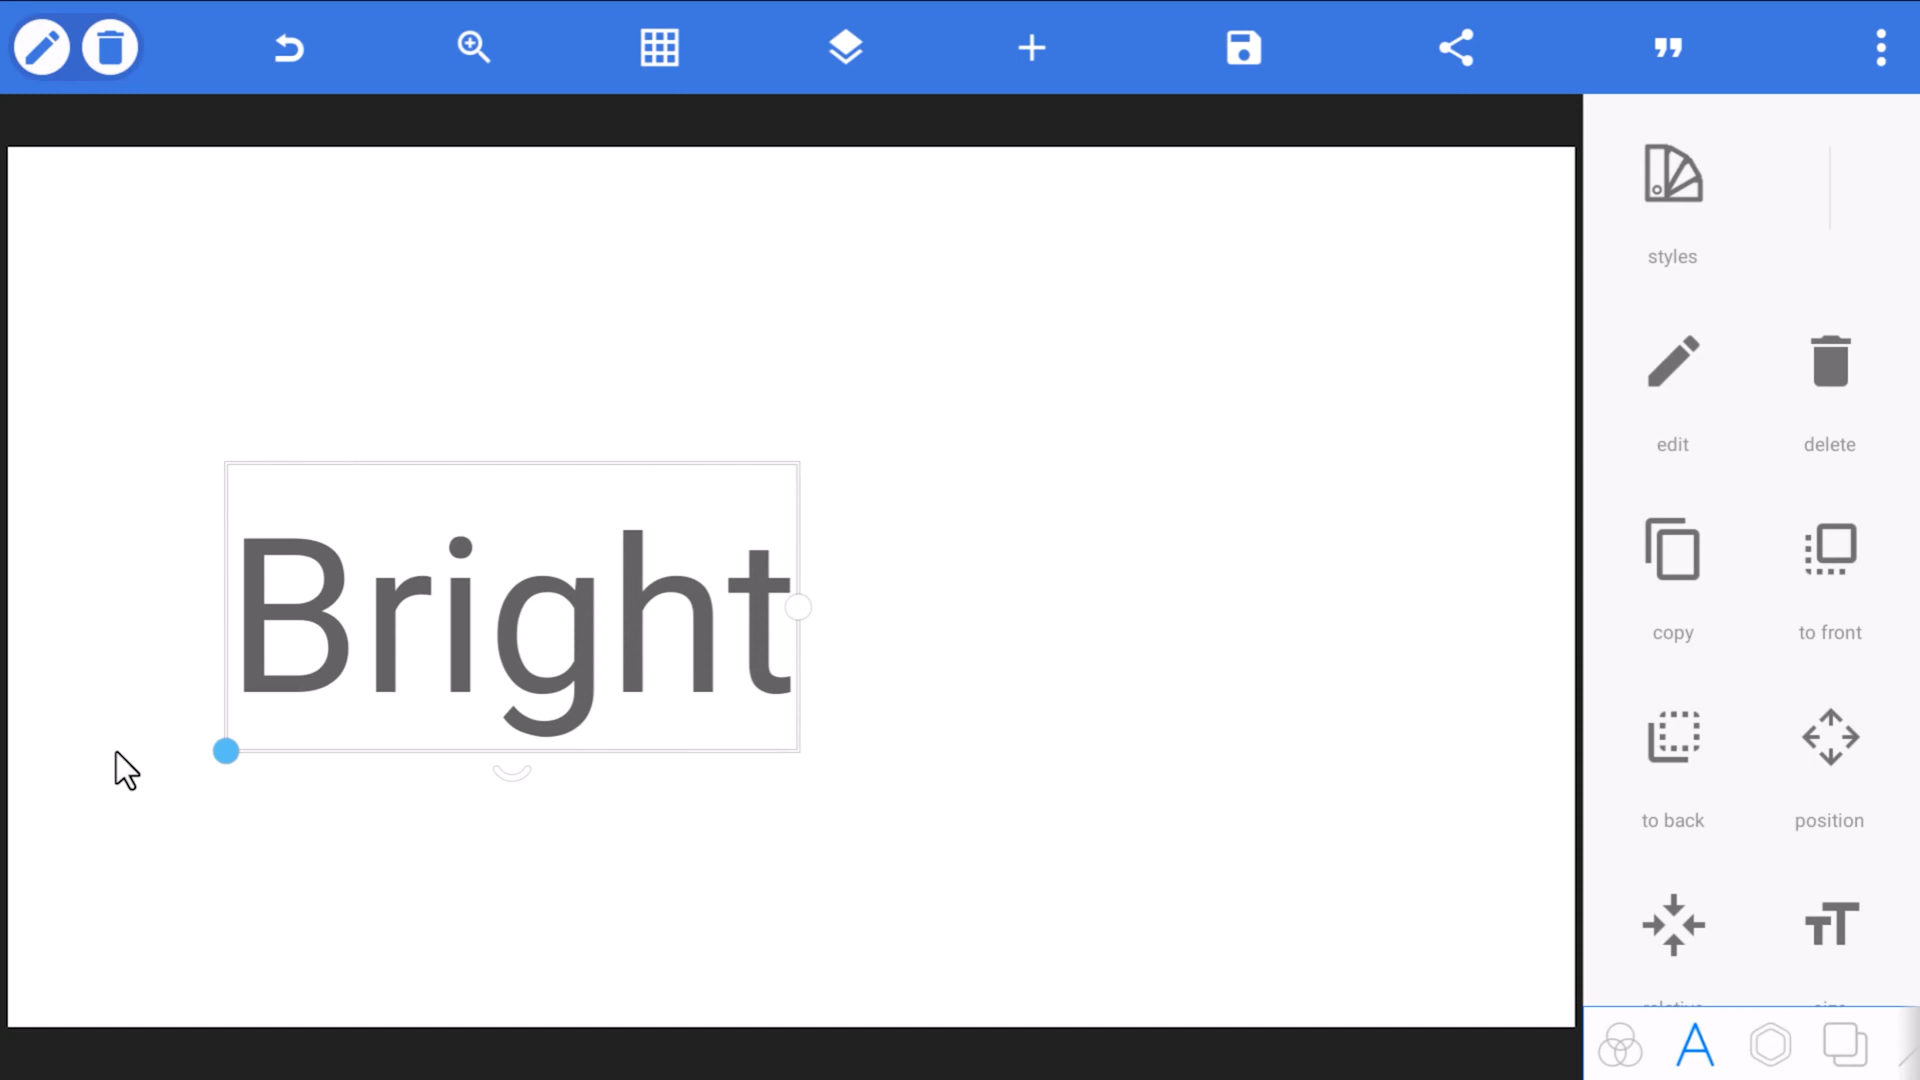 styles
Bright
edit
delete
copy
to front
to back
position